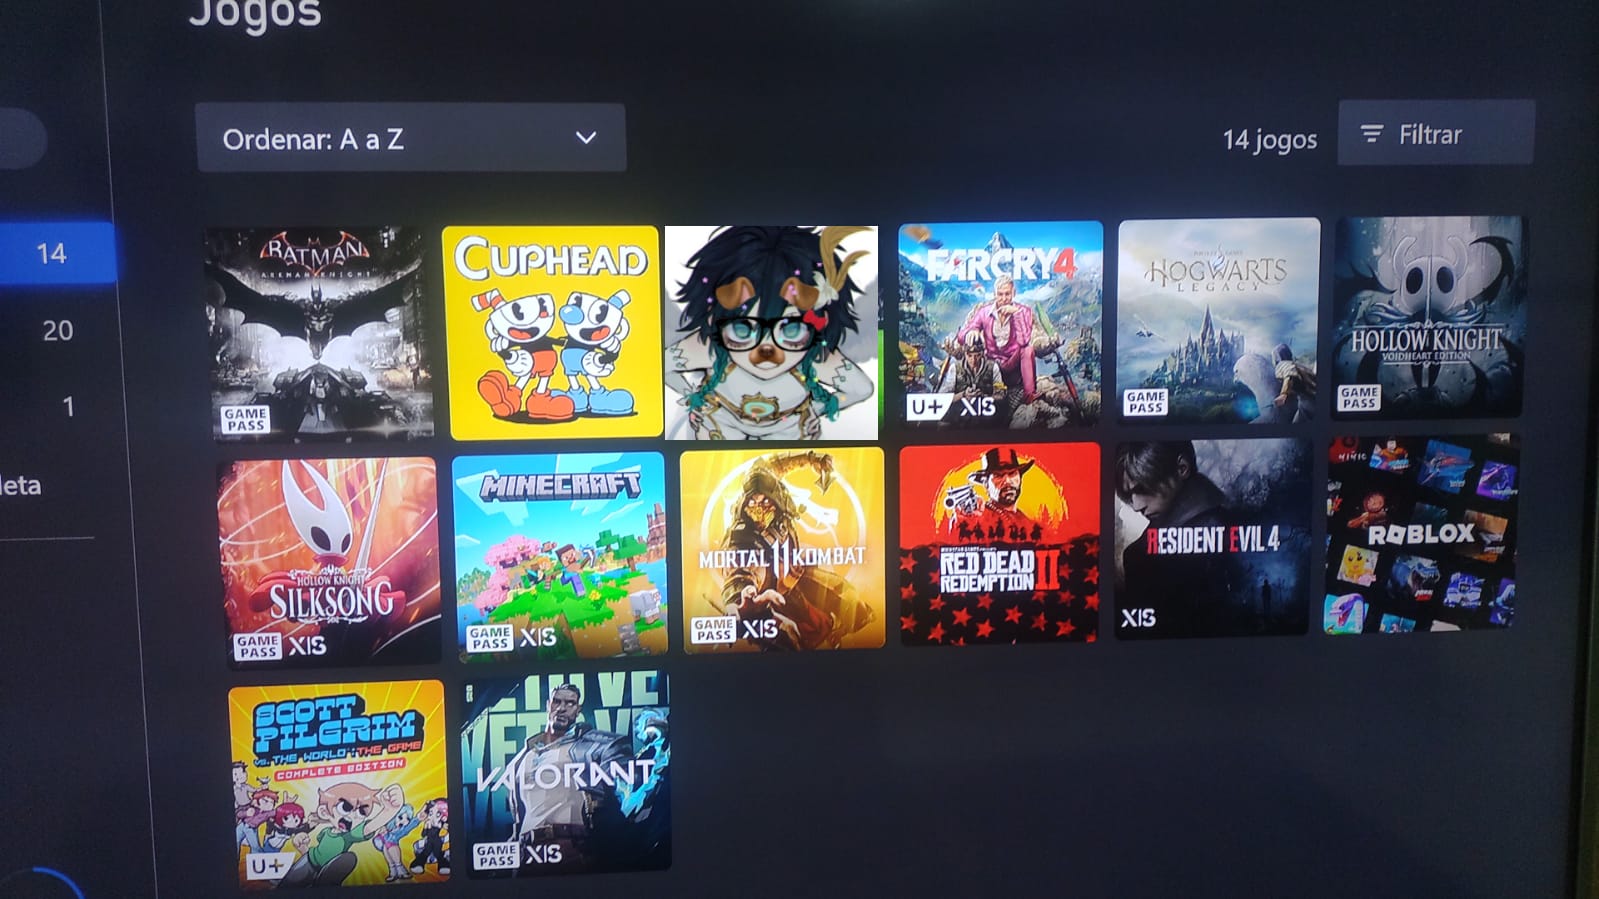 Jogos
Ordenar: A a Z
14 jogos
Filtrar
14
20
1
leta
BATMAN
ARKHAM KNIGHT
GAME
PASS
CUPHEAD
FARCRY4
U+ X|S
HOGWARTS
LEGACY
GAME
PASS
HOLLOW KNIGHT
VOIDHEART EDITION
GAME
PASS
HOLLOW KNIGHT
SILKSONG
GAME
PASS X|S
MINECRAFT
GAME
PASS X|S
MORTAL 11 KOMBAT
GAME
PASS X|S
RED DEAD
REDEMPTION II
RESIDENT EVIL 4
X|S
ROBLOX
SCOTT
PILGRIM
VS. THE WORLD: THE GAME
COMPLETE EDITION
U+
VALORANT
GAME
PASS X|S